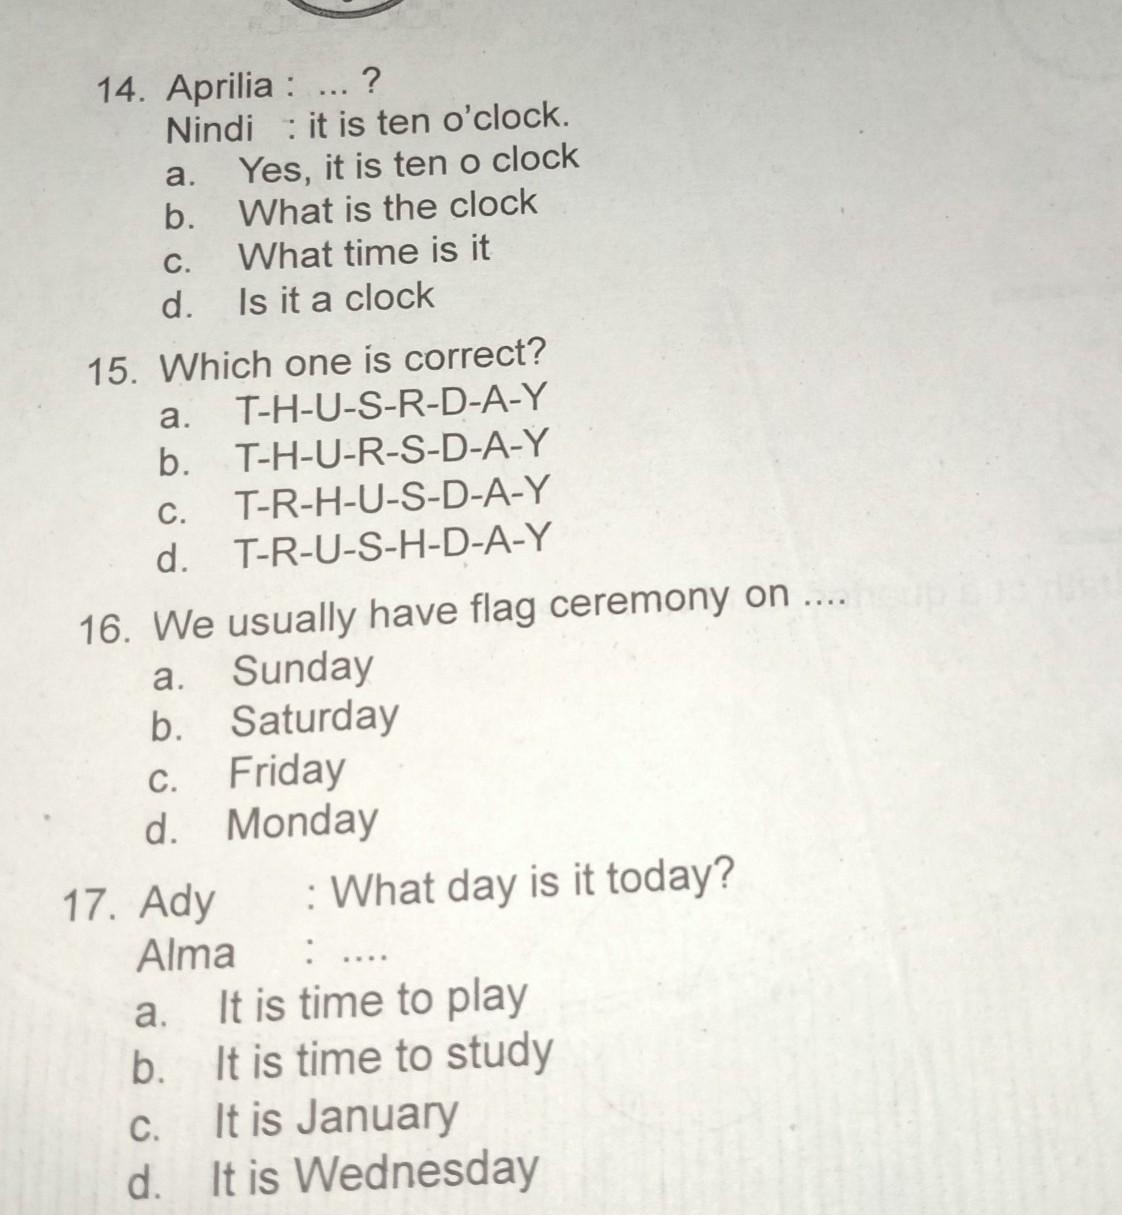 14. Aprilia : ... ?
Nindi : it is ten o'clock.
a. Yes, it is ten o clock
b. What is the clock
c. What time is it
d. Is it a clock
15. Which one is correct?
a. T-H-U-S-R-D-A-Y
b. T-H-U-R-S-D-A-Y
c. T-R-H-U-S-D-A-Y
d. T-R-U-S-H-D-A-Y
16. We usually have flag ceremony on ....
a. Sunday
b. Saturday
c. Friday
d. Monday
17. Ady : What day is it today?
Alma : ....
a. It is time to play
b. It is time to study
c. It is January
d. It is Wednesday